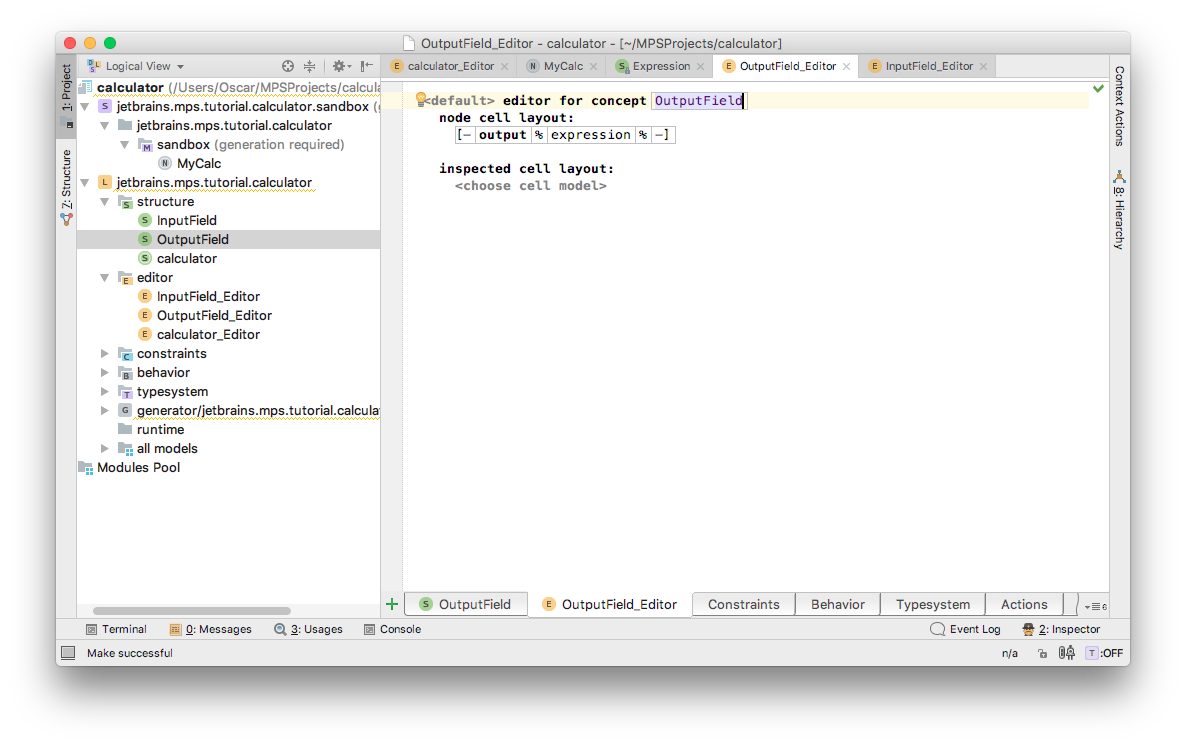 OutputField_Editor - calculator - [~/MPSProjects/calculator]
Logical View
calculator_Editor
MyCalc
Expression
OutputField_Editor
InputField_Editor
1: Project
Z: Structure
calculator (/Users/Oscar/MPSProjects/calcula
jetbrains.mps.tutorial.calculator.sandbox (g
jetbrains.mps.tutorial.calculator
sandbox (generation required)
MyCalc
jetbrains.mps.tutorial.calculator
structure
InputField
OutputField
calculator
editor
InputField_Editor
OutputField_Editor
calculator_Editor
constraints
behavior
typesystem
generator/jetbrains.mps.tutorial.calculat
runtime
all models
Modules Pool
<default> editor for concept OutputField
node cell layout:
[– output % expression % –]
inspected cell layout:
<choose cell model>
Context Actions
8: Hierarchy
OutputField
OutputField_Editor
Constraints
Behavior
Typesystem
Actions
6
Terminal
0: Messages
3: Usages
Console
Event Log
2: Inspector
Make successful
n/a
T :OFF